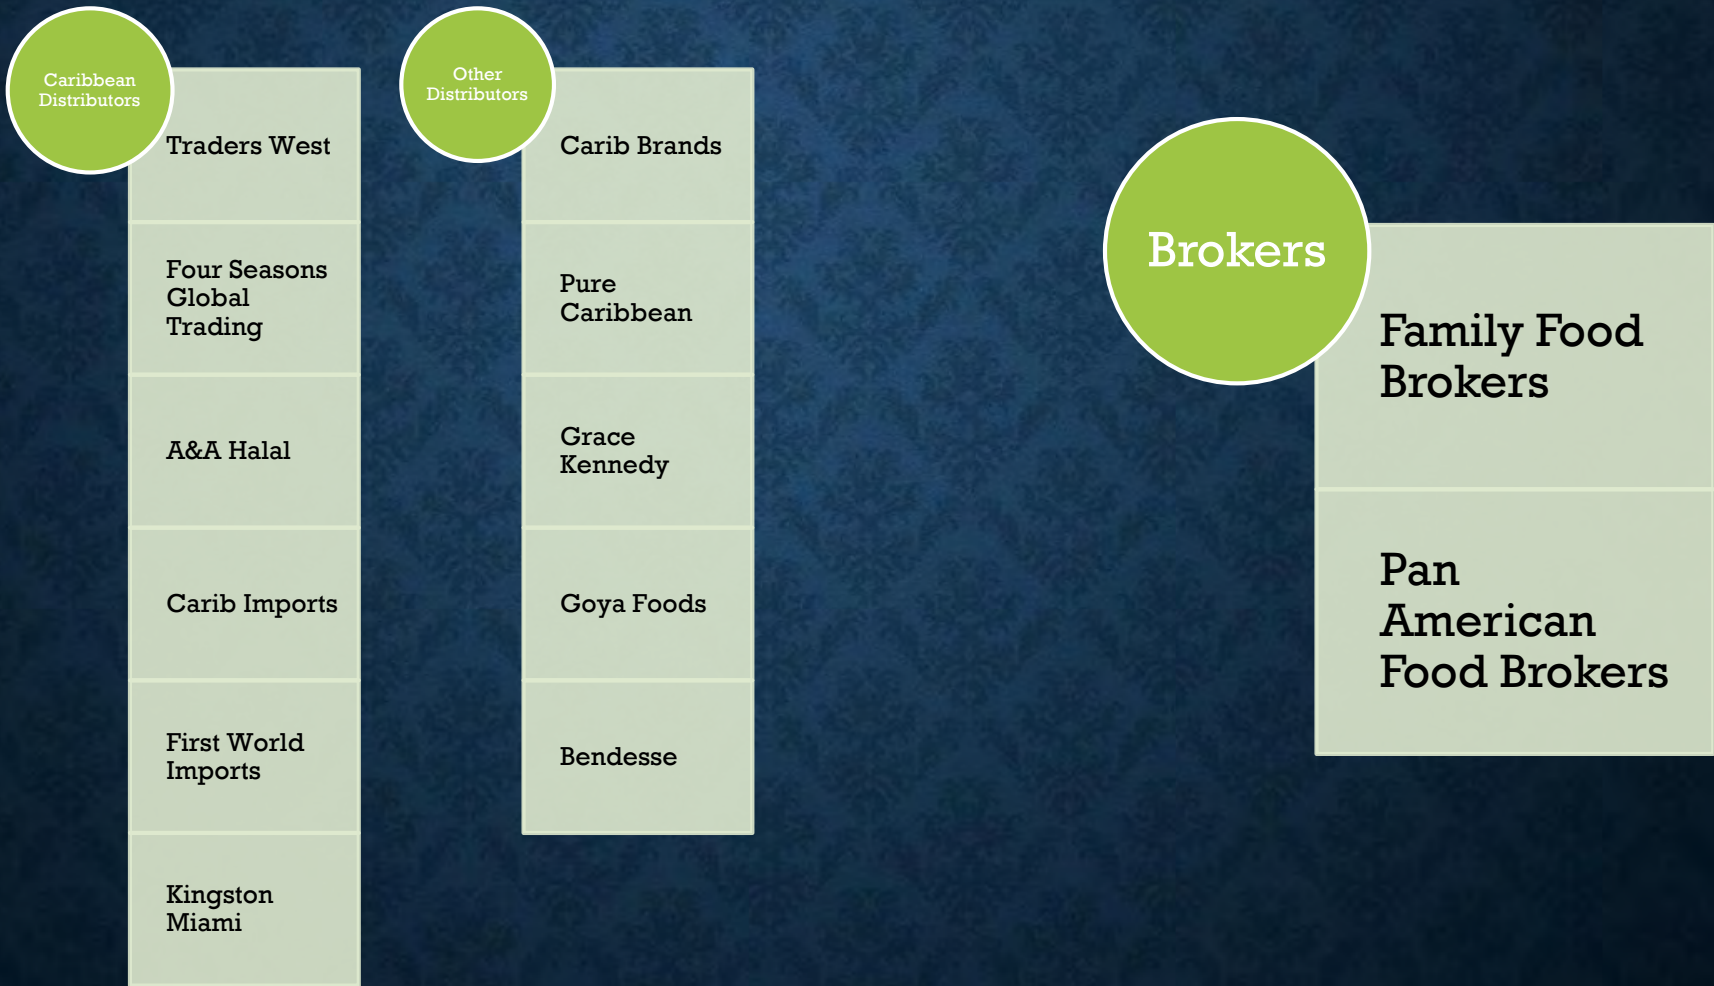 Caribbean
Distributors
Traders West
Four Seasons
Global
Trading
A&A Halal
Carib Imports
First World
Imports
Kingston
Miami
Other
Distributors
Carib Brands
Pure
Caribbean
Grace
Kennedy
Goya Foods
Bendesse
Brokers
Family Food
Brokers
Pan
American
Food Brokers